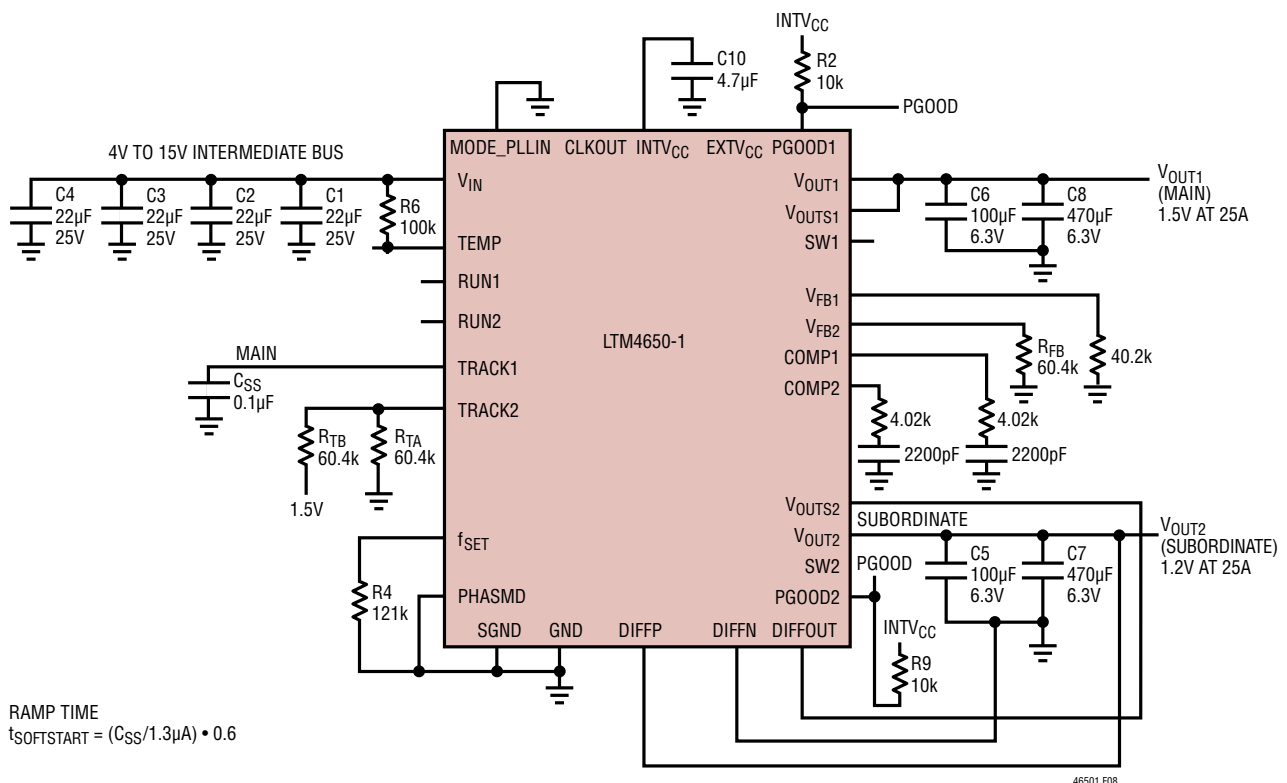 INTVCC
R2
10k
PGOOD
C10
4.7µF
4V TO 15V INTERMEDIATE BUS
C4
22µF
25V
C3
22µF
25V
C2
22µF
25V
C1
22µF
25V
R6
100k
MODE_PLLIN CLKOUT INTVCC EXTVCC PGOOD1
VIN
TEMP
RUN1
RUN2
TRACK1
TRACK2
fSET
PHASMD
SGND GND DIFFP DIFFN DIFFOUT
LTM4650-1
VOUT1
VOUTS1
SW1
VFB1
VFB2
COMP1
COMP2
VOUTS2
VOUT2
SW2
PGOOD2
MAIN
CSS
0.1µF
RTB
60.4k
RTA
60.4k
1.5V
R4
121k
C6
100µF
6.3V
C8
470µF
6.3V
VOUT1
(MAIN)
1.5V AT 25A
RFB
60.4k
40.2k
4.02k
4.02k
2200pF
2200pF
SUBORDINATE
PGOOD
C5
100µF
6.3V
C7
470µF
6.3V
VOUT2
(SUBORDINATE)
1.2V AT 25A
INTVCC
R9
10k
RAMP TIME
tSOFTSTART = (CSS/1.3µA) • 0.6
46501 F08